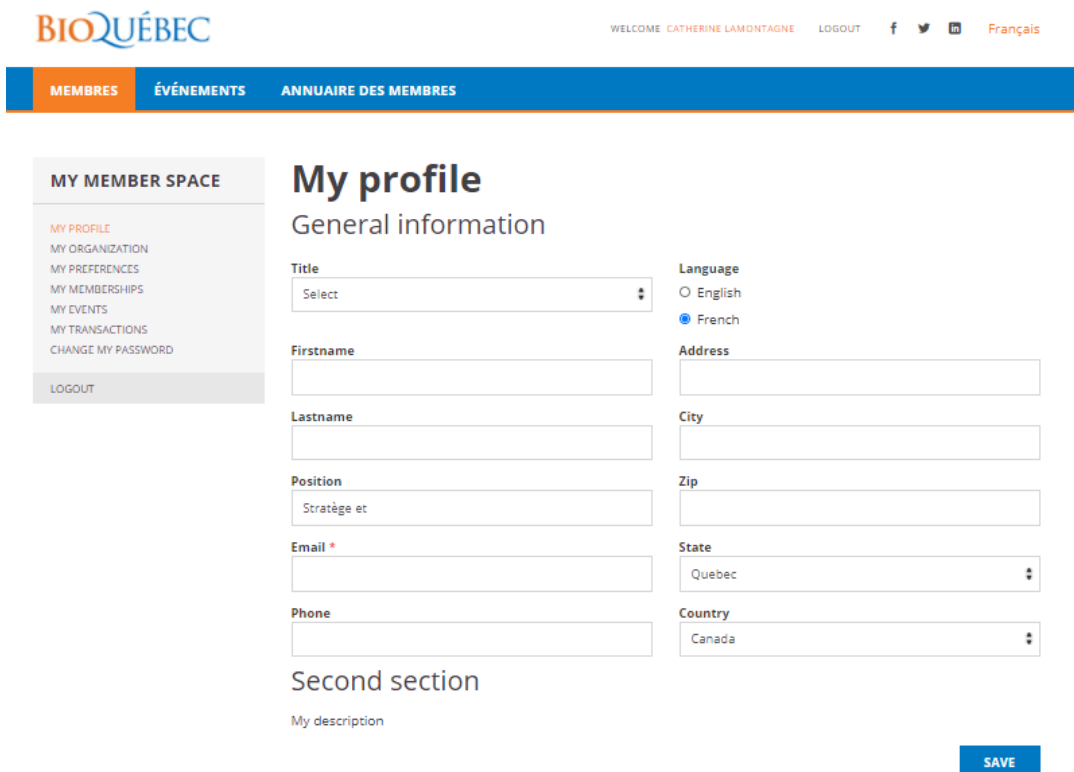 BIOQUÉBEC
WELCOME CATHERINE LAMONTAGNE LOGOUT Français
MEMBRES ÉVÉNEMENTS ANNUAIRE DES MEMBRES
MY MEMBER SPACE
MY PROFILE
MY ORGANIZATION
MY PREFERENCES
MY MEMBERSHIPS
MY EVENTS
MY TRANSACTIONS
CHANGE MY PASSWORD
LOGOUT
My profile
General information
Title
Select
Language
English
French
Firstname
Address
Lastname
City
Position
Stratège et
Zip
Email *
State
Quebec
Phone
Country
Canada
Second section
My description
SAVE